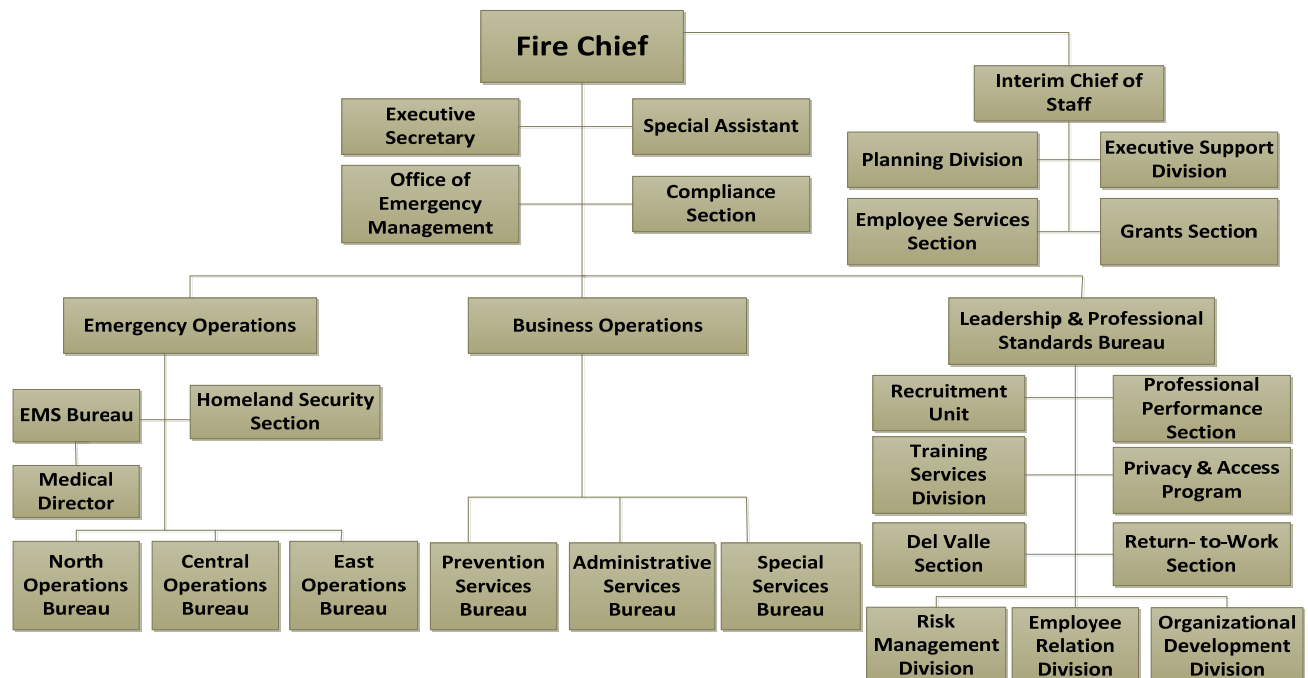 Fire Chief
Interim Chief of
Staff
Executive
Secretary
Special Assistant
Planning Division
Executive Support
Division
Office of
Emergency
Management
Compliance
Section
Employee Services
Section
Grants Section
Emergency Operations
Business Operations
Leadership & Professional
Standards Bureau
EMS Bureau
Homeland Security
Section
Medical
Director
Recruitment
Unit
Professional
Performance
Section
Training
Services
Division
Privacy & Access
Program
Del Valle
Section
Return- to-Work
Section
North
Operations
Bureau
Central
Operations
Bureau
East
Operations
Bureau
Prevention
Services
Bureau
Administrative
Services
Bureau
Special
Services
Bureau
Risk
Management
Division
Employee
Relation
Division
Organizational
Development
Division